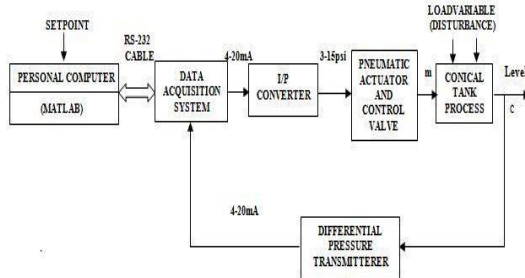 SETPOINT
PERSONAL COMPUTER
(MATLAB)
RS-232
CABLE
DATA
ACQUISITION
SYSTEM
4-20mA
I/P
CONVERTER
3-15psi
PNEUMATIC
ACTUATOR
AND
CONTROL
VALVE
m
LOADVARIABLE
(DISTURBANCE)
CONICAL
TANK
PROCESS
Level
C
4-20mA
DIFFERENTIAL
PRESSURE
TRANSMITTERER